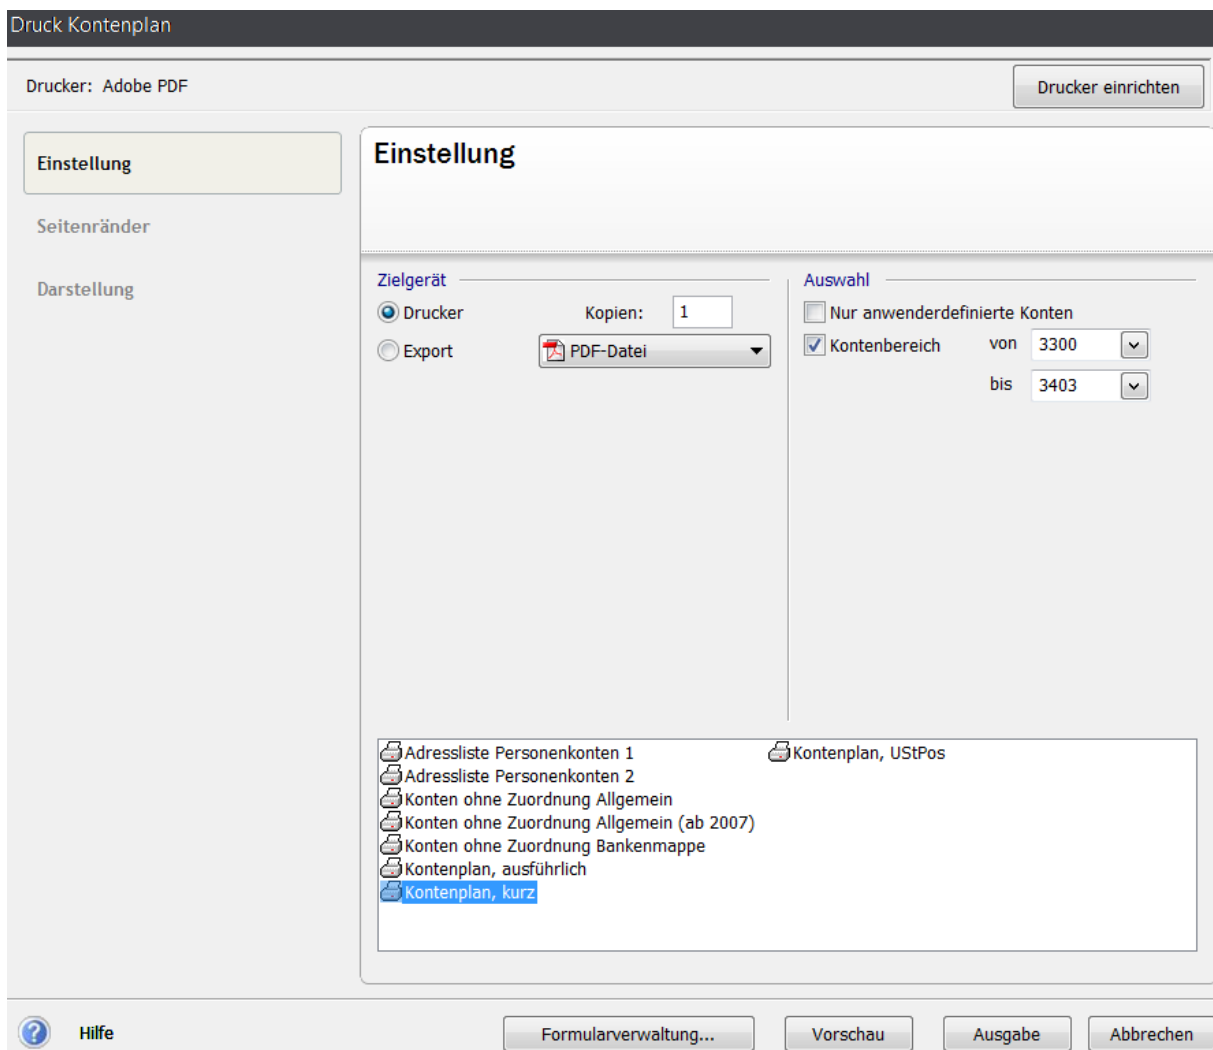 Druck Kontenplan
Drucker: Adobe PDF
Drucker einrichten
Einstellung
Seitenränder
Darstellung
Einstellung
Zielgerät
Drucker
Kopien:
1
Export
PDF-Datei
Auswahl
Nur anwenderdefinierte Konten
Kontenbereich von 3300
bis 3403
Adressliste Personenkonten 1
Adressliste Personenkonten 2
Konten ohne Zuordnung Allgemein
Konten ohne Zuordnung Allgemein (ab 2007)
Konten ohne Zuordnung Bankenmappe
Kontenplan, ausführlich
Kontenplan, kurz
Kontenplan, UStPos
Hilfe
Formularverwaltung...
Vorschau
Ausgabe
Abbrechen